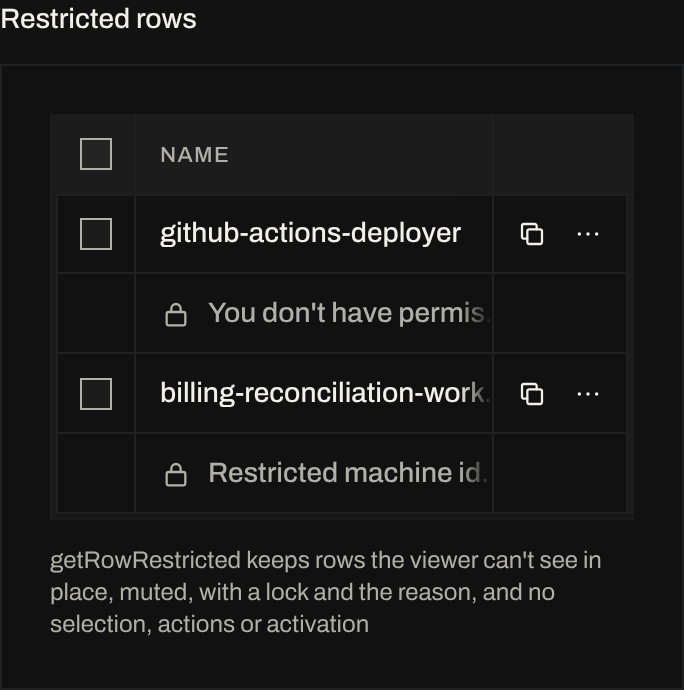 Restricted rows
NAME
github-actions-deployer
You don't have permis.
billing-reconciliation-work.
Restricted machine id.
getRowRestricted keeps rows the viewer can't see in
place, muted, with a lock and the reason, and no
selection, actions or activation